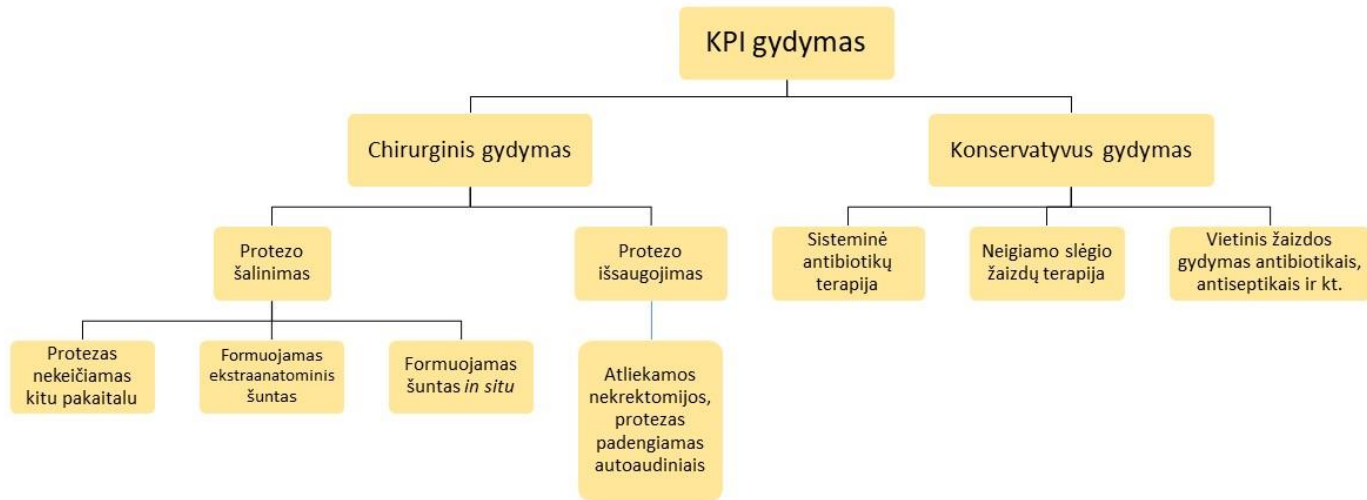 KPI gydymas
Chirurginis gydymas
Konservatyvus gydymas
Protezo
šalinimas
Protezo
išsaugojimas
Sisteminė
antibiotikų
terapija
Neigiamo slėgio
žaizdų terapija
Vietinis žaizdos
gydymas antibiotikais,
antiseptikais ir kt.
Protezas
nekeičiamas
kitu pakaitalu
Formuojamas
ekstraanatominis
šuntas
Formuojamas
šuntas in situ
Atliekamos
nekrektomijos,
protezas
padengiamas
autoaudiniais